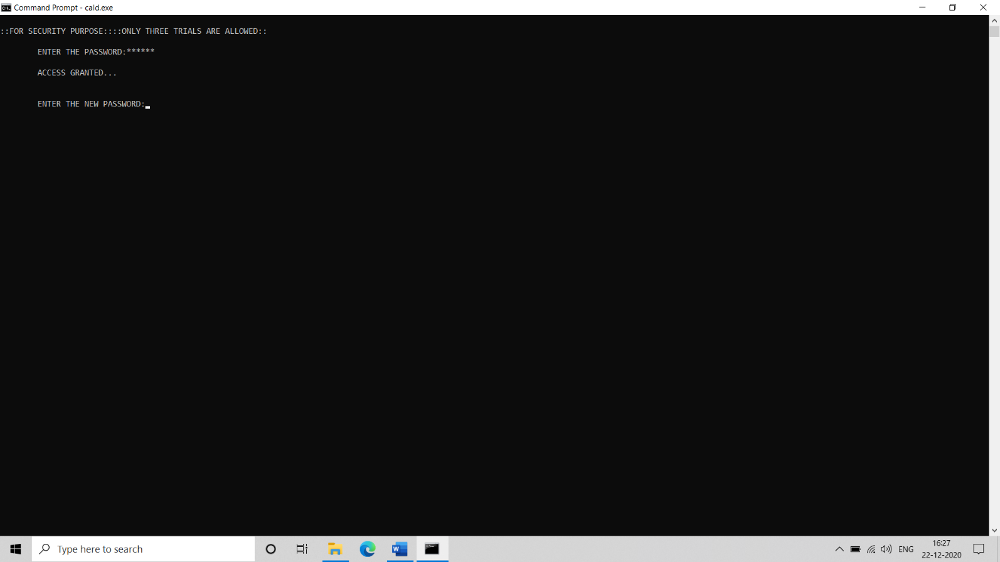 Command Prompt - cald.exe
::FOR SECURITY PURPOSE::::ONLY THREE TRIALS ARE ALLOWED::
ENTER THE PASSWORD:******
ACCESS GRANTED...
ENTER THE NEW PASSWORD:
Type here to search
W
ENG
16:27
22-12-2020